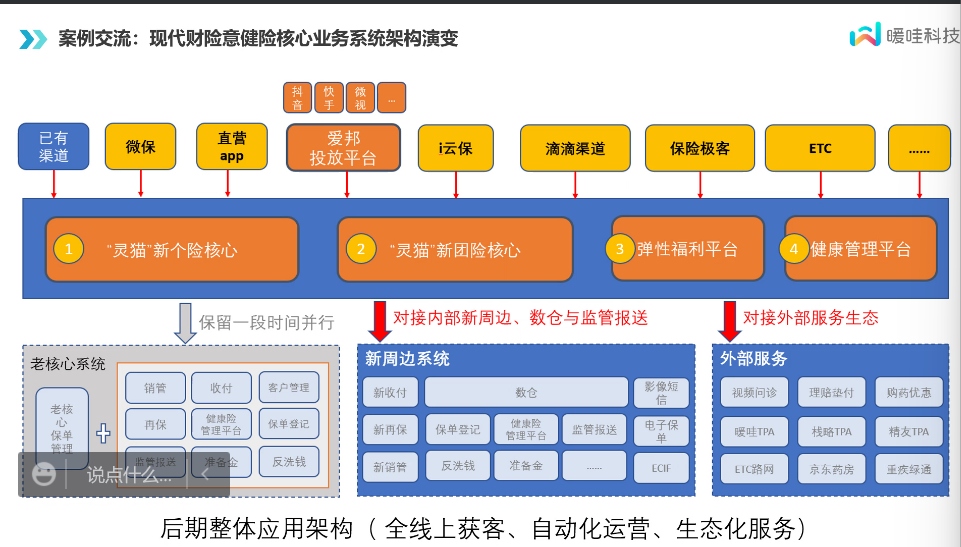 案例交流：现代财险意健险核心业务系统架构演变
暖哇科技
抖
音
快
手
微
视
...
已有
渠道
微保
直营
app
爱邦
投放平台
i云保
滴滴渠道
保险极客
ETC
......
1
“灵猫”新个险核心
2
“灵猫”新团险核心
3
弹性福利平台
4
健康管理平台
保留一段时间并行
对接内部新周边、数仓与监管报送
对接外部服务生态
老核心系统
老核
心
保单
管理
销管
收付
客户管理
再保
健康险
管理平台
保单登记
监管报送
准备金
反洗钱
说点什么...
新周边系统
新收付
数仓
影像短
信
新再保
保单登记
健康险
管理平台
监管报送
电子保
单
新销管
反洗钱
准备金
......
ECIF
外部服务
视频问诊
理赔垫付
购药优惠
暖哇TPA
栈略TPA
精友TPA
ETC路网
京东药房
重疾绿通
后期整体应用架构（ 全线上获客、自动化运营、生态化服务）